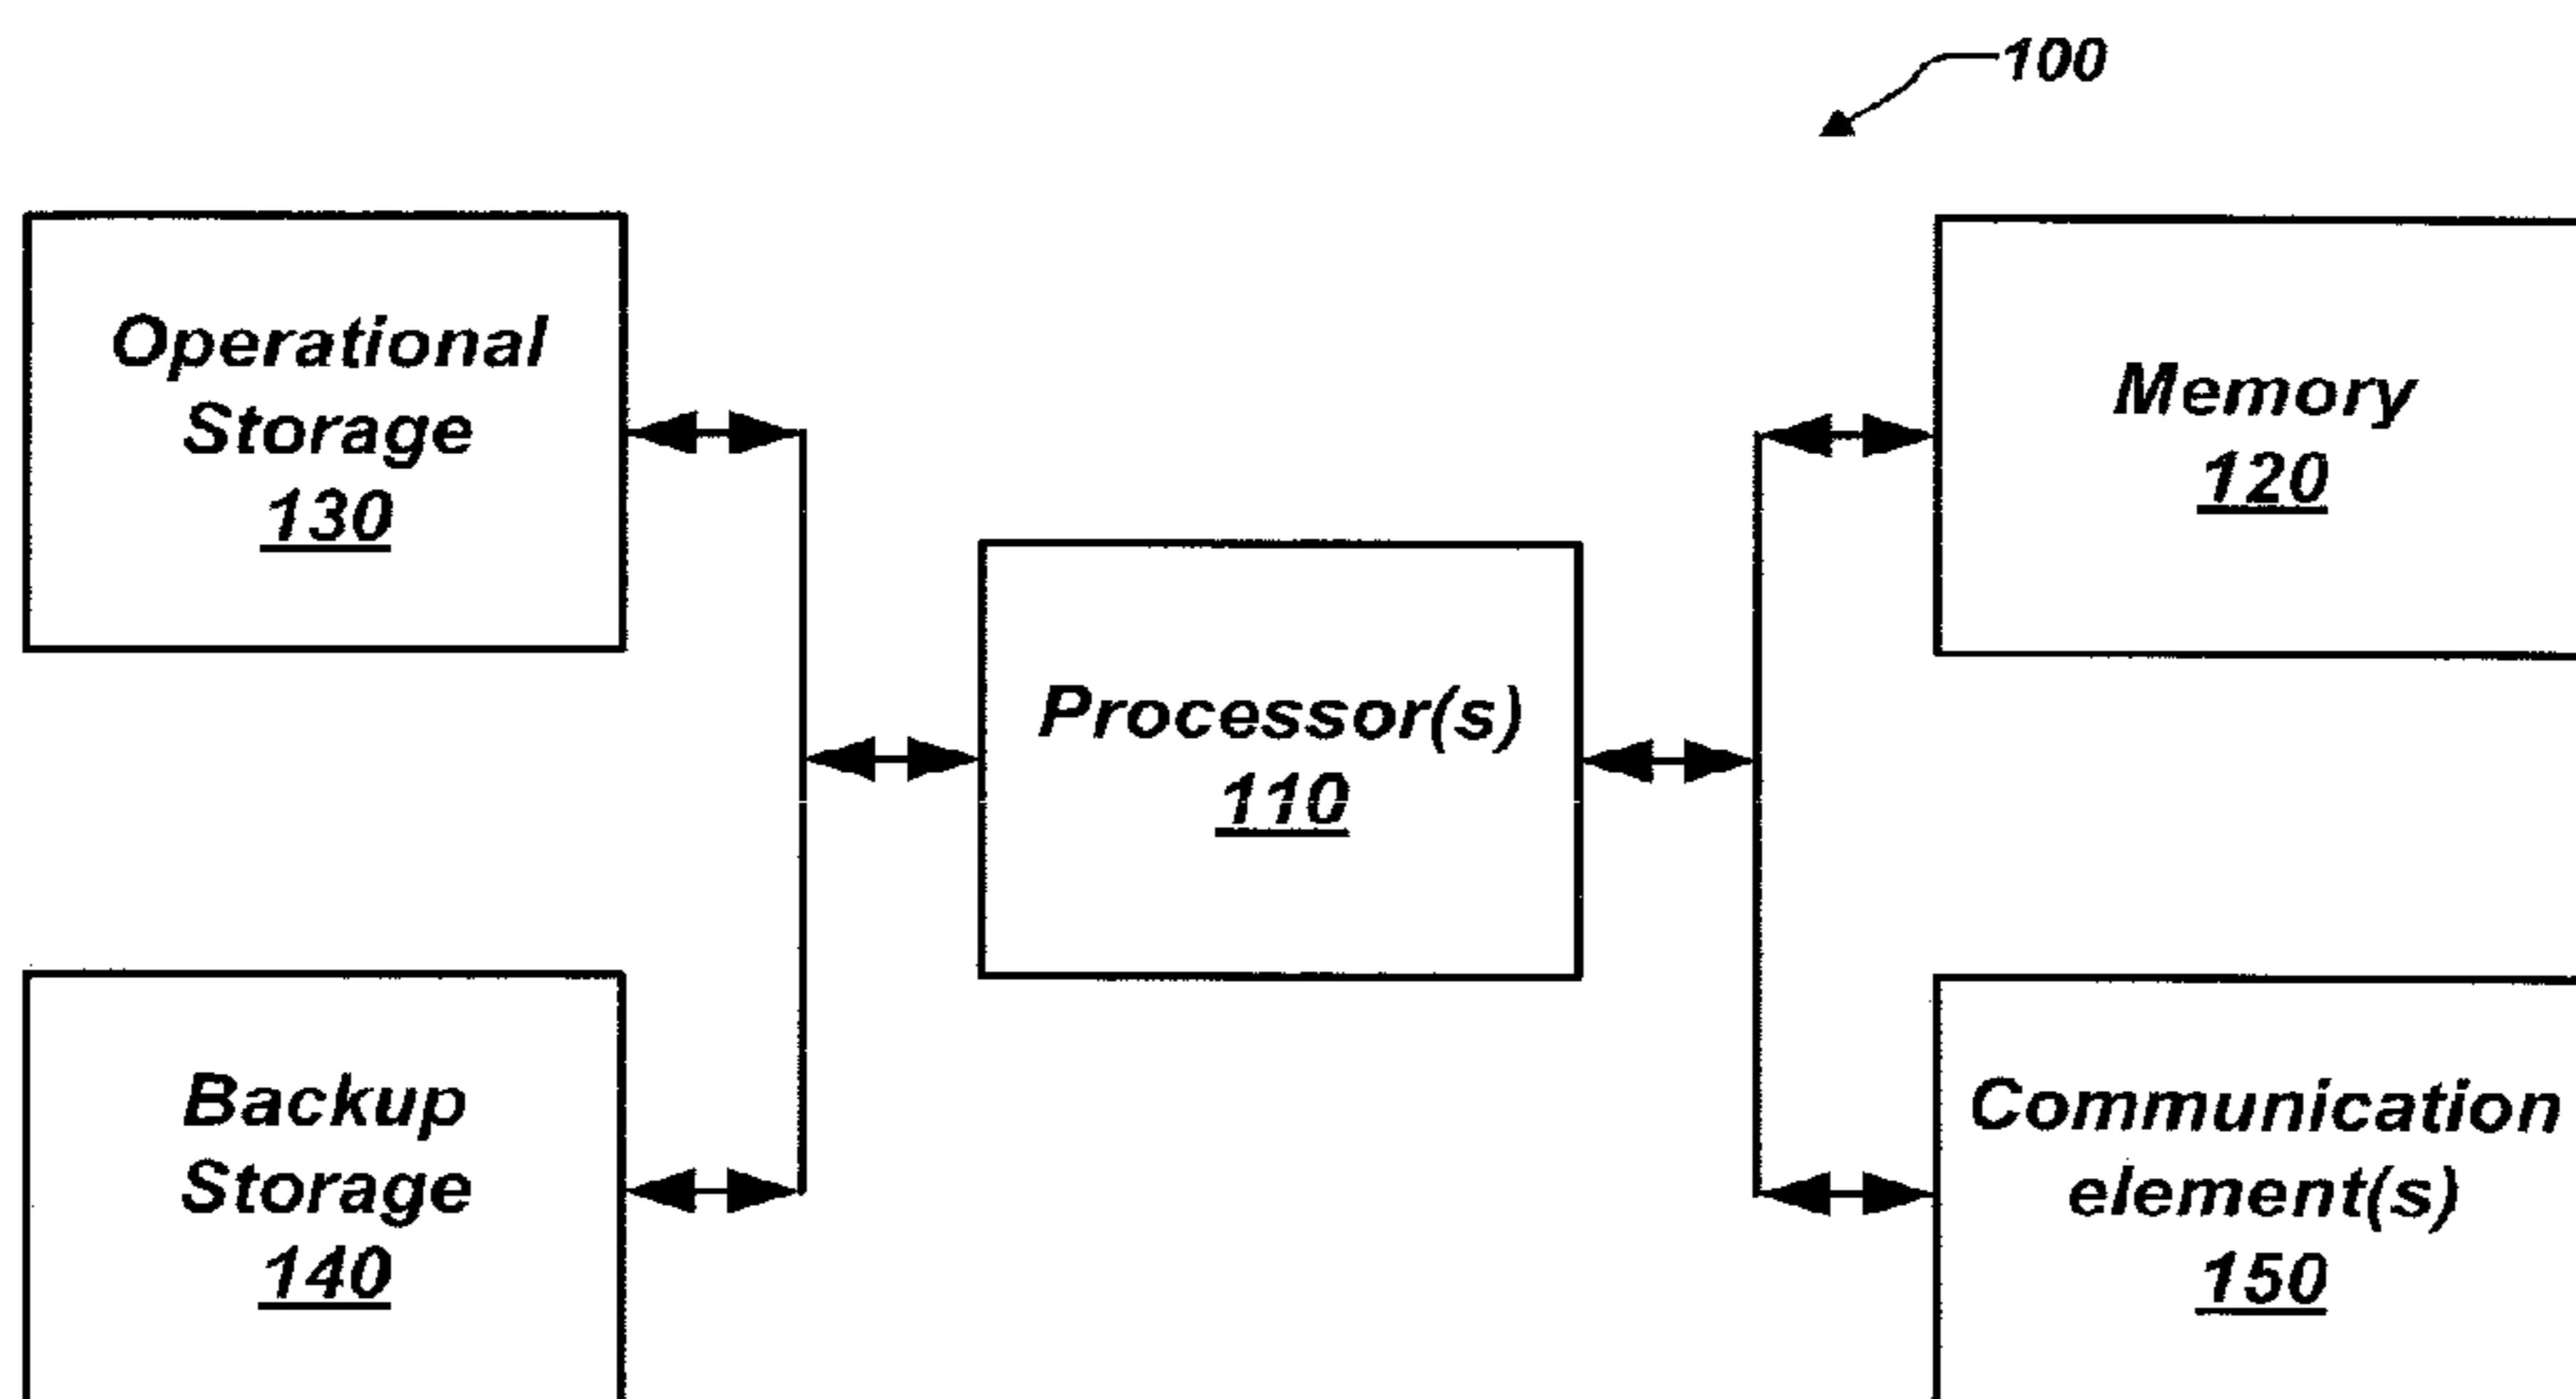 100
Operational
Storage
130
Memory
120
Processor(s)
110
Backup
Storage
140
Communication
element(s)
150